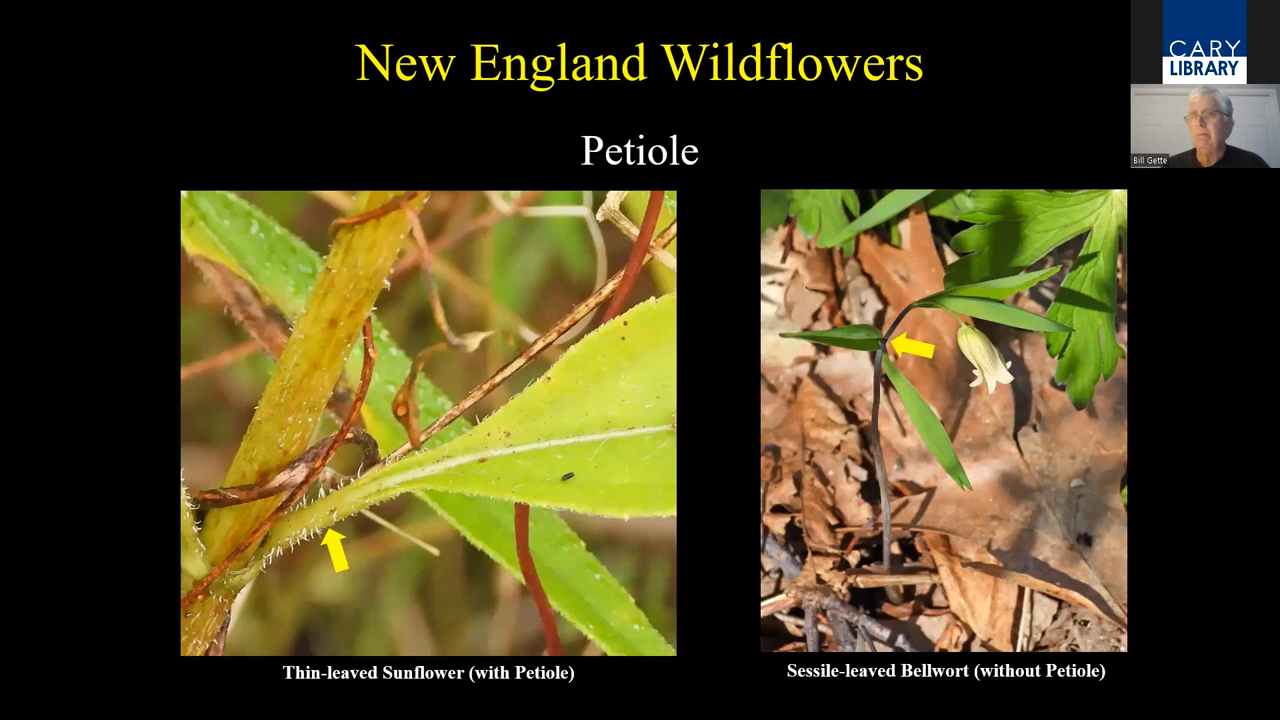 New England Wildflowers
CARY
LIBRARY
Bill Gette
Petiole
Thin-leaved Sunflower (with Petiole)
Sessile-leaved Bellwort (without Petiole)